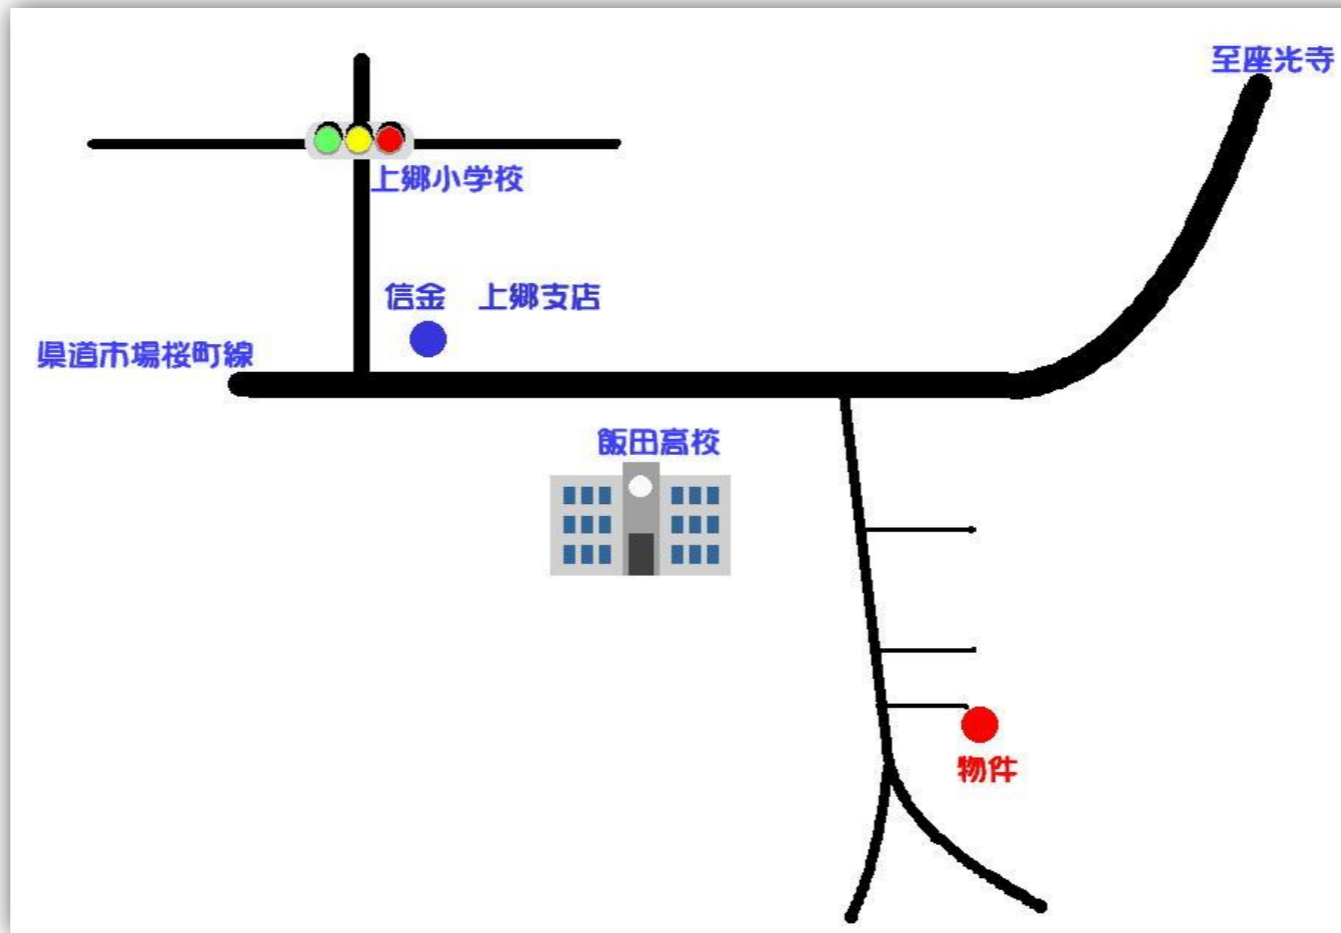 至座光寺
上郷小学校
信金　上郷支店
県道市場桜町線
飯田高校
物件